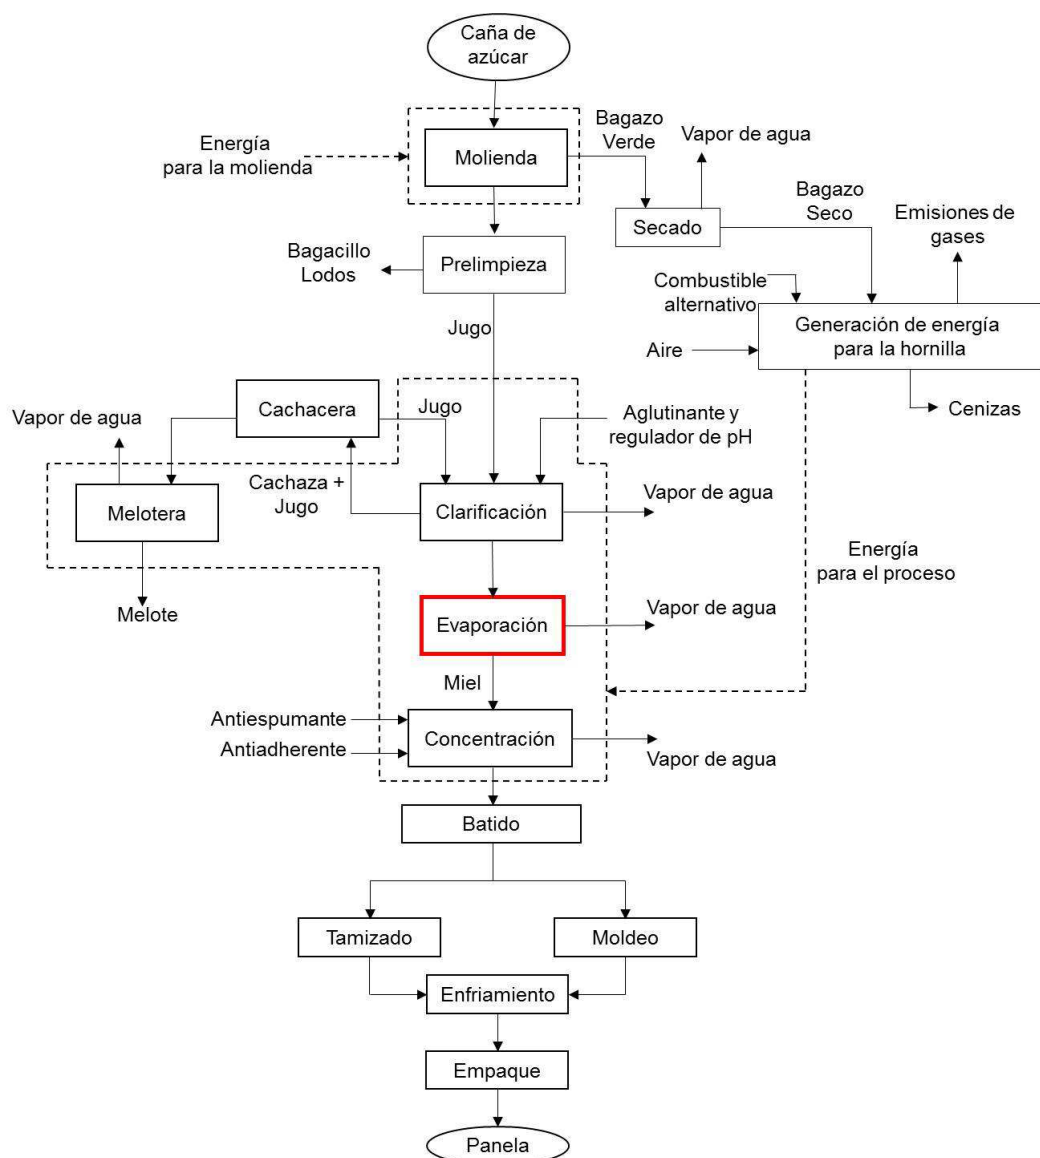 Caña de
azúcar
Energía
para la molienda
Molienda
Bagazo
Verde
Vapor de agua
Secado
Bagazo
Seco
Emisiones de
gases
Bagacillo
Lodos
Prelimpieza
Combustible
alternativo
Generación de energía
para la hornilla
Aire
Cenizas
Jugo
Vapor de agua
Cachacera
Jugo
Aglutinante y
regulador de pH
Melotera
Cachaza +
Jugo
Clarificación
Vapor de agua
Energía
para el proceso
Melote
Evaporación
Vapor de agua
Miel
Antiespumante
Antiadherente
Concentración
Vapor de agua
Batido
Tamizado
Moldeo
Enfriamiento
Empaque
Panela